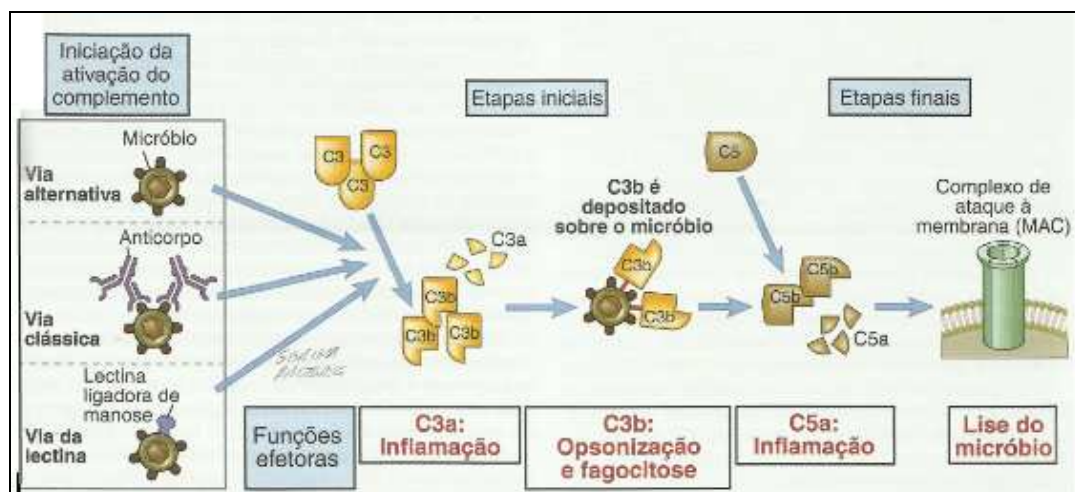 Iniciação da
ativação do
complemento
Etapas iniciais
Etapas finais
Micróbio
Via
alternativa
Anticorpo
Via
clássica
Lectina
ligadora de
manose
Via da
lectina
C3
C3
C3
C3a
C3b
C3b
C3b
C3b é
depositado
sobre o micróbio
C3b
C3b
C5
C5b
C5b
C5a
Complexo de
ataque à
membrana (MAC)
Funções
efetoras
C3a:
Inflamação
C3b:
Opsonização
e fagocitose
C5a:
Inflamação
Lise do
micróbio